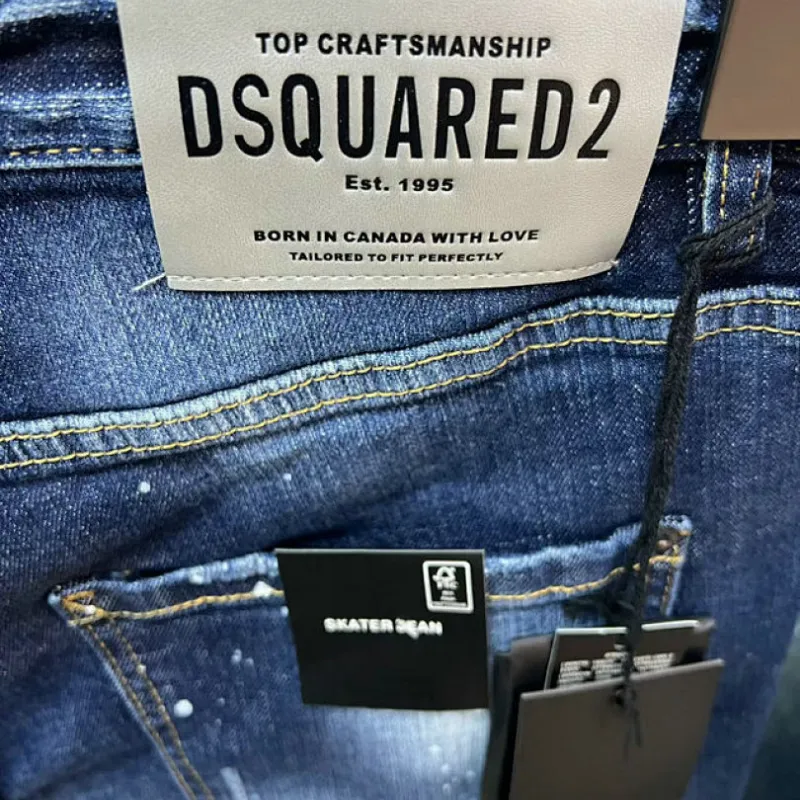 TOP CRAFTSMANSHIP
DSQUARED2
Est. 1995
BORN IN CANADA WITH LOVE
TAILORED TO FIT PERFECTLY
SKATER JEAN